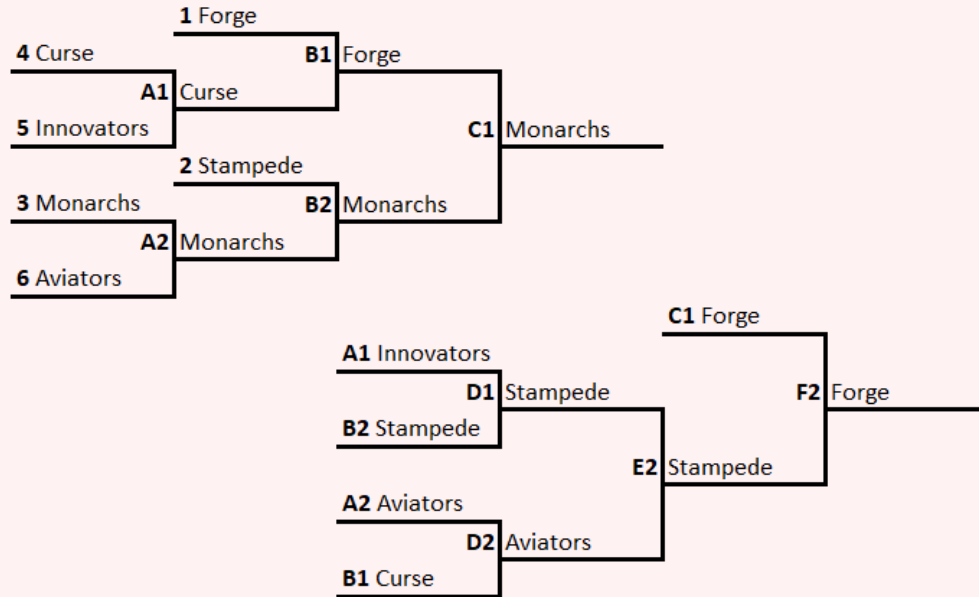 1 Forge
4 Curse
B1 Forge
A1 Curse
5 Innovators
C1 Monarchs
2 Stampede
3 Monarchs
B2 Monarchs
A2 Monarchs
6 Aviators
C1 Forge
A1 Innovators
D1 Stampede
F2 Forge
B2 Stampede
E2 Stampede
A2 Aviators
D2 Aviators
B1 Curse